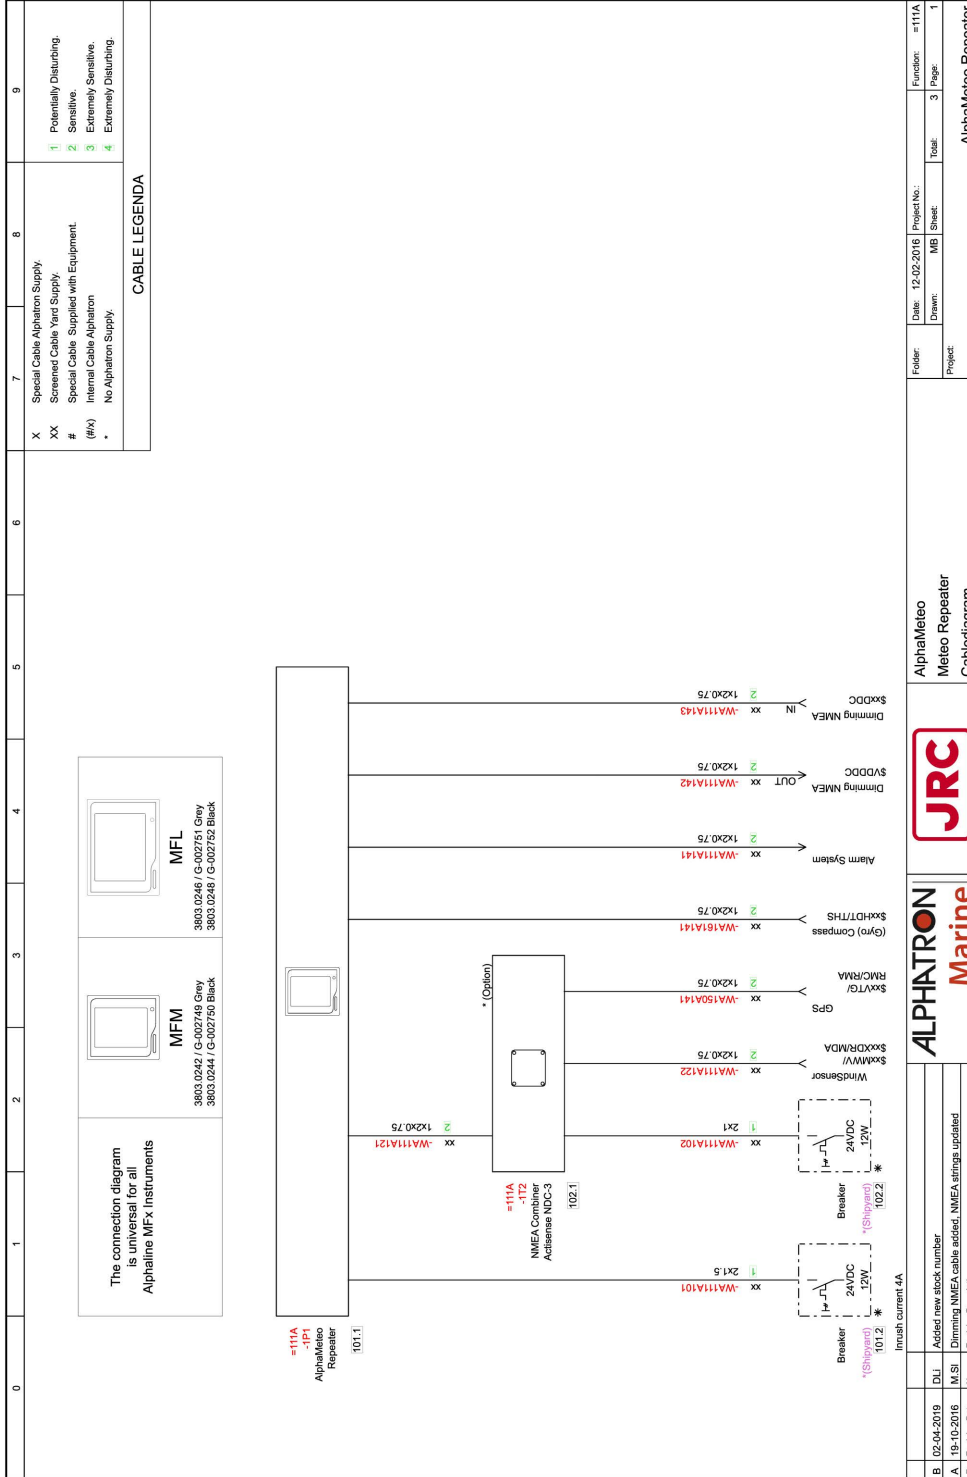 0 1 2 3 4 5 6 7 8 9
The connection diagram
is universal for all
Alphaline MFx Instruments
MFM
3803.0242 / G-002749 Grey
3803.0244 / G-002750 Black
MFL
3803.0246 / G-002751 Grey
3803.0248 / G-002752 Black
X Special Cable Alphatron Supply.
XX Screened Cable Yard Supply.
# Special Cable Supplied with Equipment.
(#/x) Internal Cable Alphatron
* No Alphatron Supply.
1 Potentially Disturbing.
2 Sensitive.
3 Extremely Sensitive.
4 Extremely Disturbing.
CABLE LEGENDA
=111A
-1P1
AlphaMeteo
Repeater
101.1
=111A
-1T2
NMEA Combiner
Actisense NDC-3
102.1
* (Option)
-WA111A121
1x2x0.75
xx 2
-WA111A101
2x1.5
xx 1
-WA111A102
2x1
xx 1
-WA111A122
1x2x0.75
xx 2
-WA150A141
1x2x0.75
xx 2
-WA161A141
1x2x0.75
xx 2
-WA111A141
1x2x0.75
xx 2
-WA111A142
1x2x0.75
xx 2
-WA111A143
1x2x0.75
xx 2
Breaker
*(Shipyard)
101.2
24VDC
12W
*
Inrush current 4A
Breaker
*(Shipyard)
102.2
24VDC
12W
*
WindSensor
$xxMWV/
$xxXDR/MDA
GPS
$xxVTG/
RMC/RMA
(Gyro) Compass
$xxHDT/THS
Alarm System
OUT
Dimming NMEA
$VDDDC
IN
Dimming NMEA
$xxDDC
B 02-04-2019 DLi Added new stock number
A 19-10-2016 M.SI Dimming NMEA cable added, NMEA strings updated
ALPHATRON
Marine
JRC
AlphaMeteo
Meteo Repeater
Cablediagram
Folder: Date: 12-02-2016 Project No.: Function: =111A
Drawn: MB Sheet: Total: 3 Page: 1
Project:
AlphaMeteo Repeater